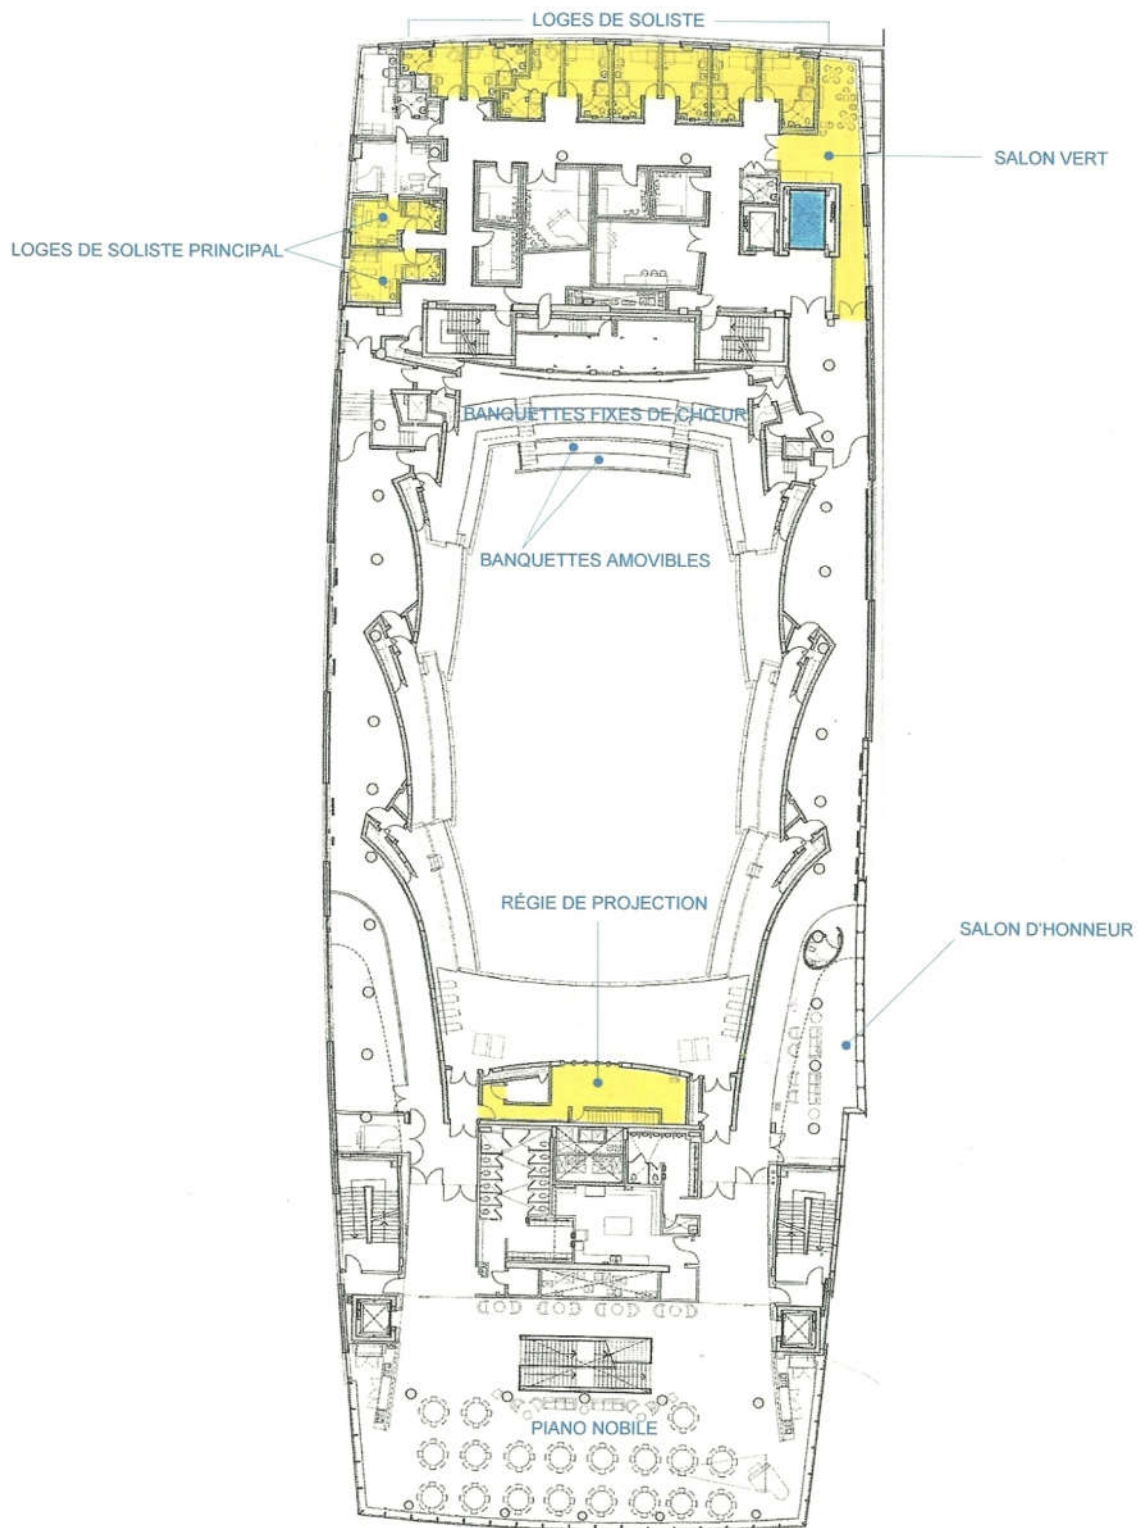 LOGES DE SOLISTE
SALON VERT
LOGES DE SOLISTE PRINCIPAL
BANQUETTES FIXES DE CHŒUR
BANQUETTES AMOVIBLES
RÉGIE DE PROJECTION
SALON D'HONNEUR
PIANO NOBILE